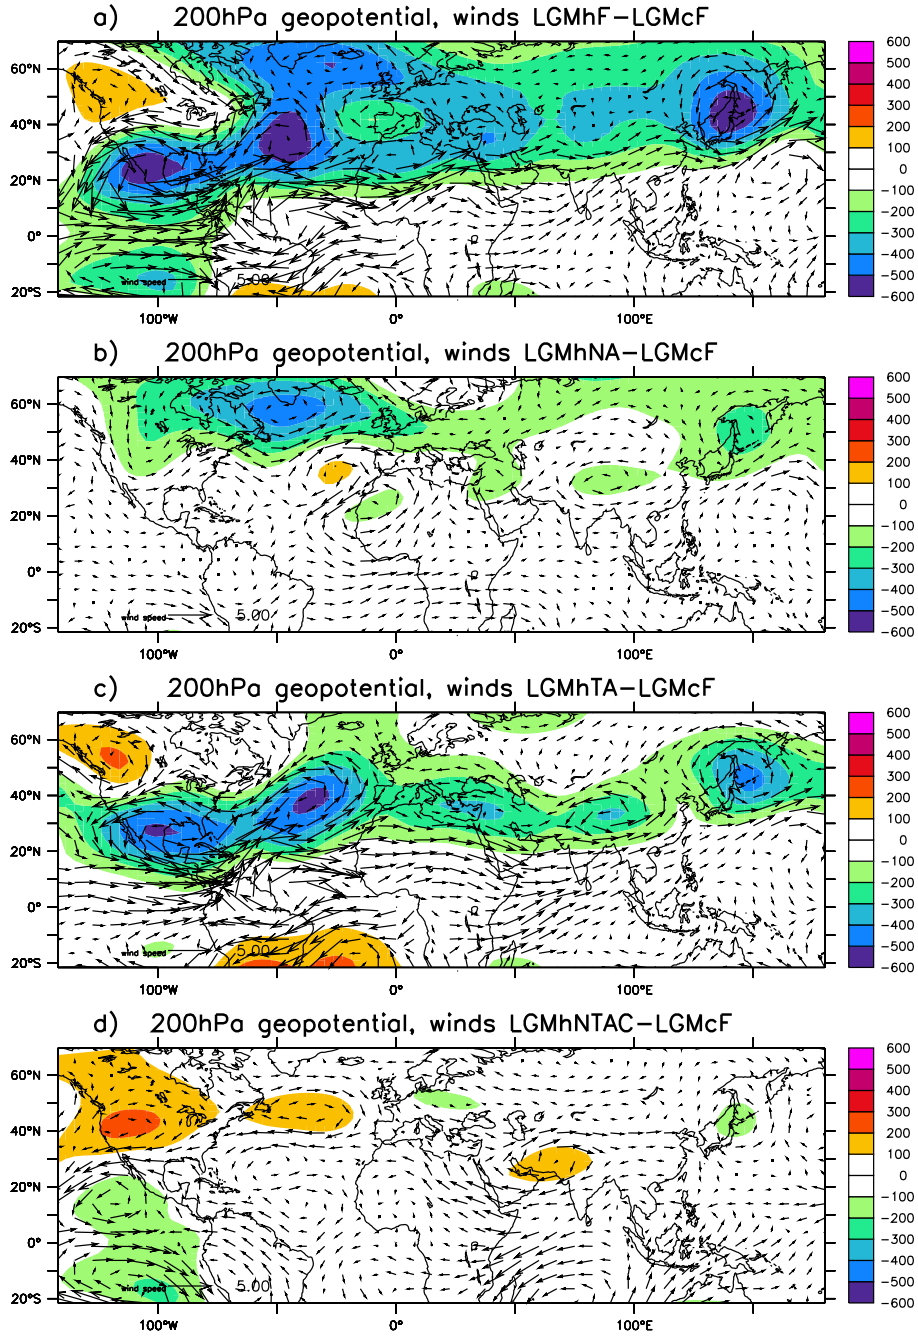 a) 200hPa geopotential, winds LGMhF−LGMcF
60°N
40°N
20°N
0°
20°S
100°W 0° 100°E
wind speed 5.00
600
500
400
300
200
100
0
−100
−200
−300
−400
−500
−600
b) 200hPa geopotential, winds LGMhNA−LGMcF
60°N
40°N
20°N
0°
20°S
100°W 0° 100°E
wind speed 5.00
600
500
400
300
200
100
0
−100
−200
−300
−400
−500
−600
c) 200hPa geopotential, winds LGMhTA−LGMcF
60°N
40°N
20°N
0°
20°S
100°W 0° 100°E
wind speed 5.00
600
500
400
300
200
100
0
−100
−200
−300
−400
−500
−600
d) 200hPa geopotential, winds LGMhNTAC−LGMcF
60°N
40°N
20°N
0°
20°S
100°W 0° 100°E
wind speed 5.00
600
500
400
300
200
100
0
−100
−200
−300
−400
−500
−600